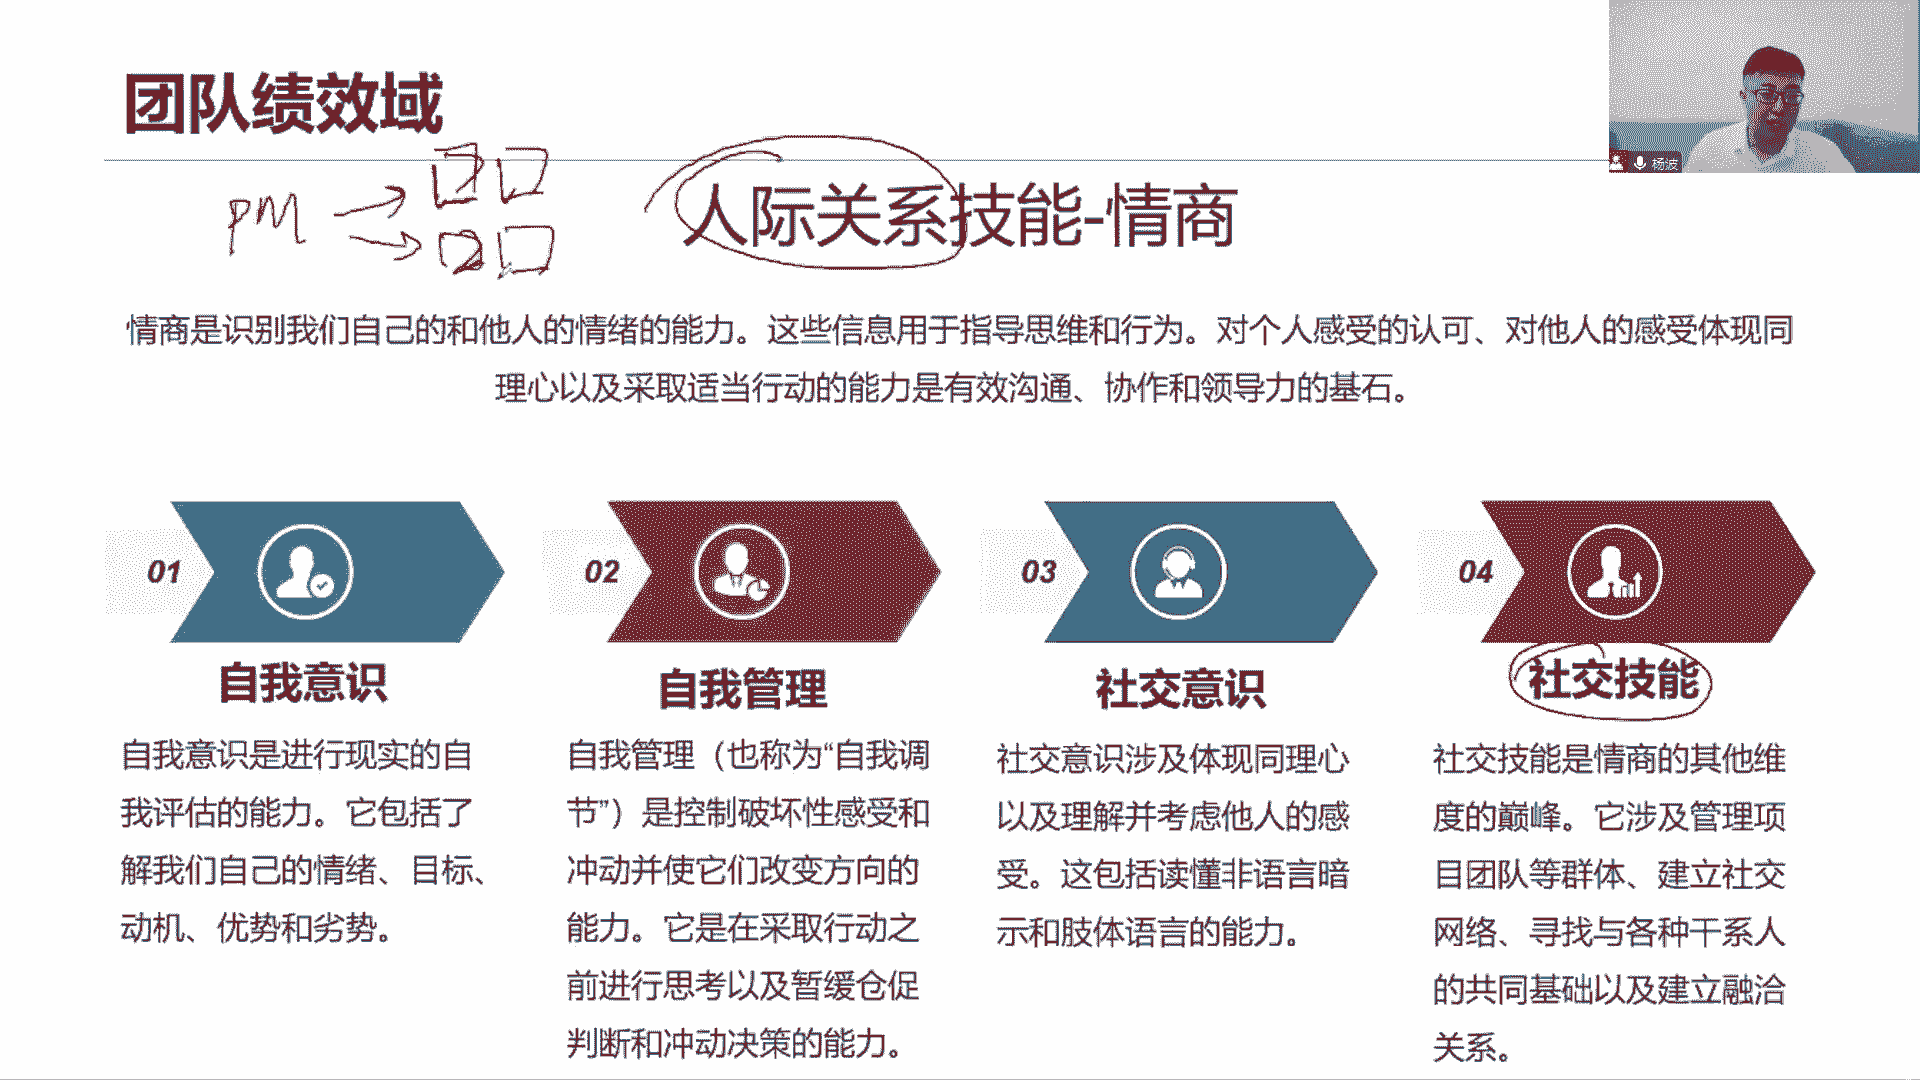 团队绩效域
杨波
PM
人际关系技能-情商
情商是识别我们自己的和他人的情绪的能力。这些信息用于指导思维和行为。对个人感受的认可、对他人的感受体现同
理心以及采取适当行动的能力是有效沟通、协作和领导力的基石。
01
02
03
04
自我意识
自我意识是进行现实的自
我评估的能力。它包括了
解我们自己的情绪、目标、
动机、优势和劣势。
自我管理
自我管理（也称为“自我调
节”）是控制破坏性感受和
冲动并使它们改变方向的
能力。它是在采取行动之
前进行思考以及暂缓仓促
判断和冲动决策的能力。
社交意识
社交意识涉及体现同理心
以及理解并考虑他人的感
受。这包括读懂非语言暗
示和肢体语言的能力。
社交技能
社交技能是情商的其他维
度的巅峰。它涉及管理项
目团队等群体、建立社交
网络、寻找与各种干系人
的共同基础以及建立融洽
关系。